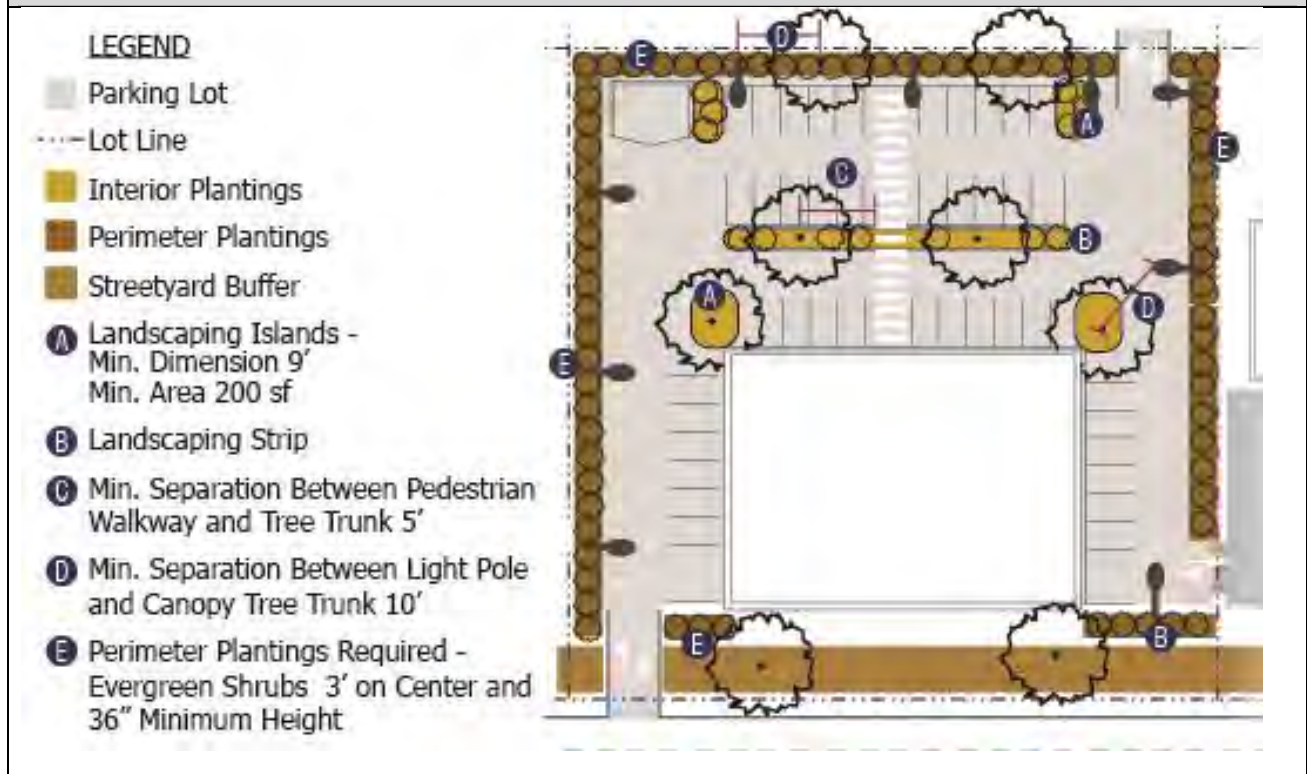 LEGEND
Parking Lot
Lot Line
Interior Plantings
Perimeter Plantings
Streetyard Buffer
A Landscaping Islands -
Min. Dimension 9′
Min. Area 200 sf
B Landscaping Strip
C Min. Separation Between Pedestrian
Walkway and Tree Trunk 5′
D Min. Separation Between Light Pole
and Canopy Tree Trunk 10′
E Perimeter Plantings Required -
Evergreen Shrubs 3′ on Center and
36″ Minimum Height
D
E
A
E
C
B
A
D
E
E
B